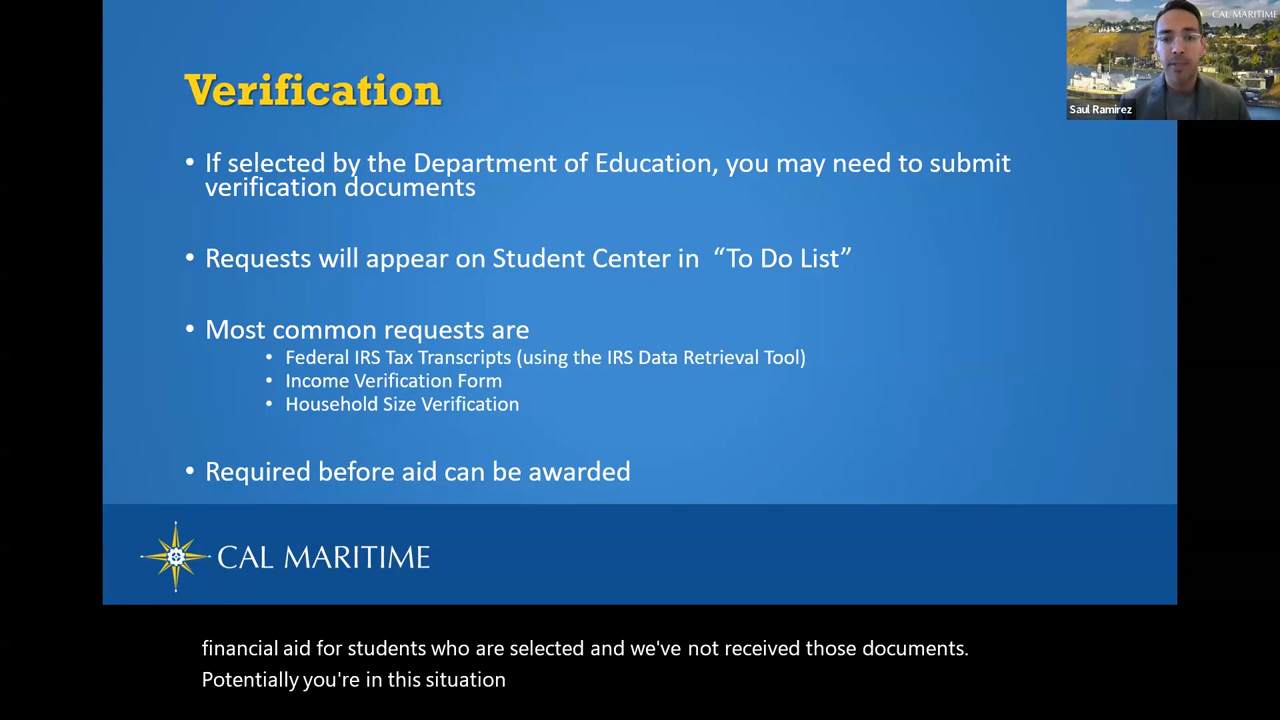 CAL MARITIME
Saul Ramirez
Verification
• If selected by the Department of Education, you may need to submit
verification documents
• Requests will appear on Student Center in “To Do List”
• Most common requests are
• Federal IRS Tax Transcripts (using the IRS Data Retrieval Tool)
• Income Verification Form
• Household Size Verification
• Required before aid can be awarded
CAL MARITIME
financial aid for students who are selected and we've not received those documents.
Potentially you're in this situation